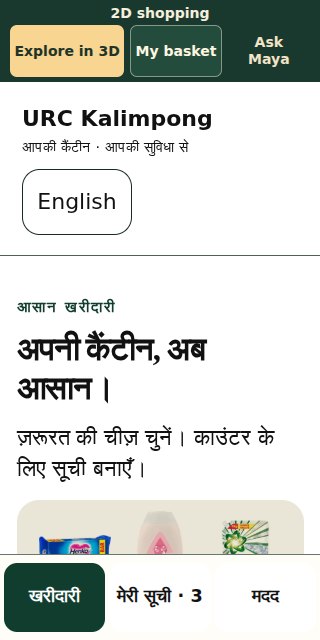 2D shopping
Explore in 3D
My basket
Ask
Maya
URC Kalimpong
आपकी कैंटीन · आपकी सुविधा से
English
आसान खरीदारी
अपनी कैंटीन, अब
आसान।
ज़रूरत की चीज़ चुनें। काउंटर के
लिए सूची बनाएँ।
खरीदारी
मेरी सूची · 3
मदद